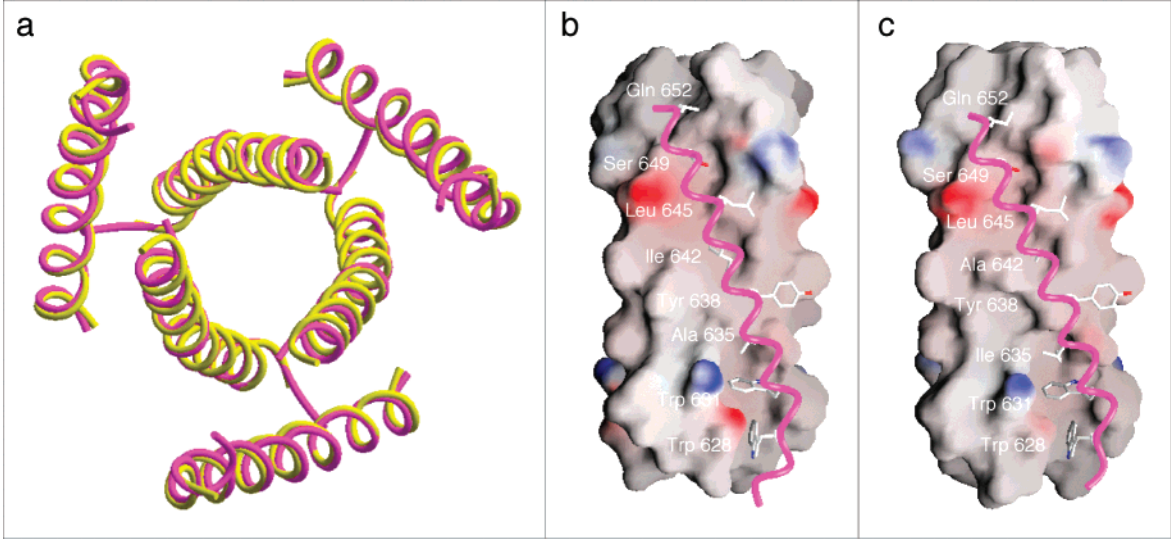 a
b
Gln 652
Ser 649
Leu 645
Ile 642
Tyr 638
Ala 635
Trp 631
Trp 628
c
Gln 652
Ser 649
Leu 645
Ala 642
Tyr 638
Ile 635
Trp 631
Trp 628